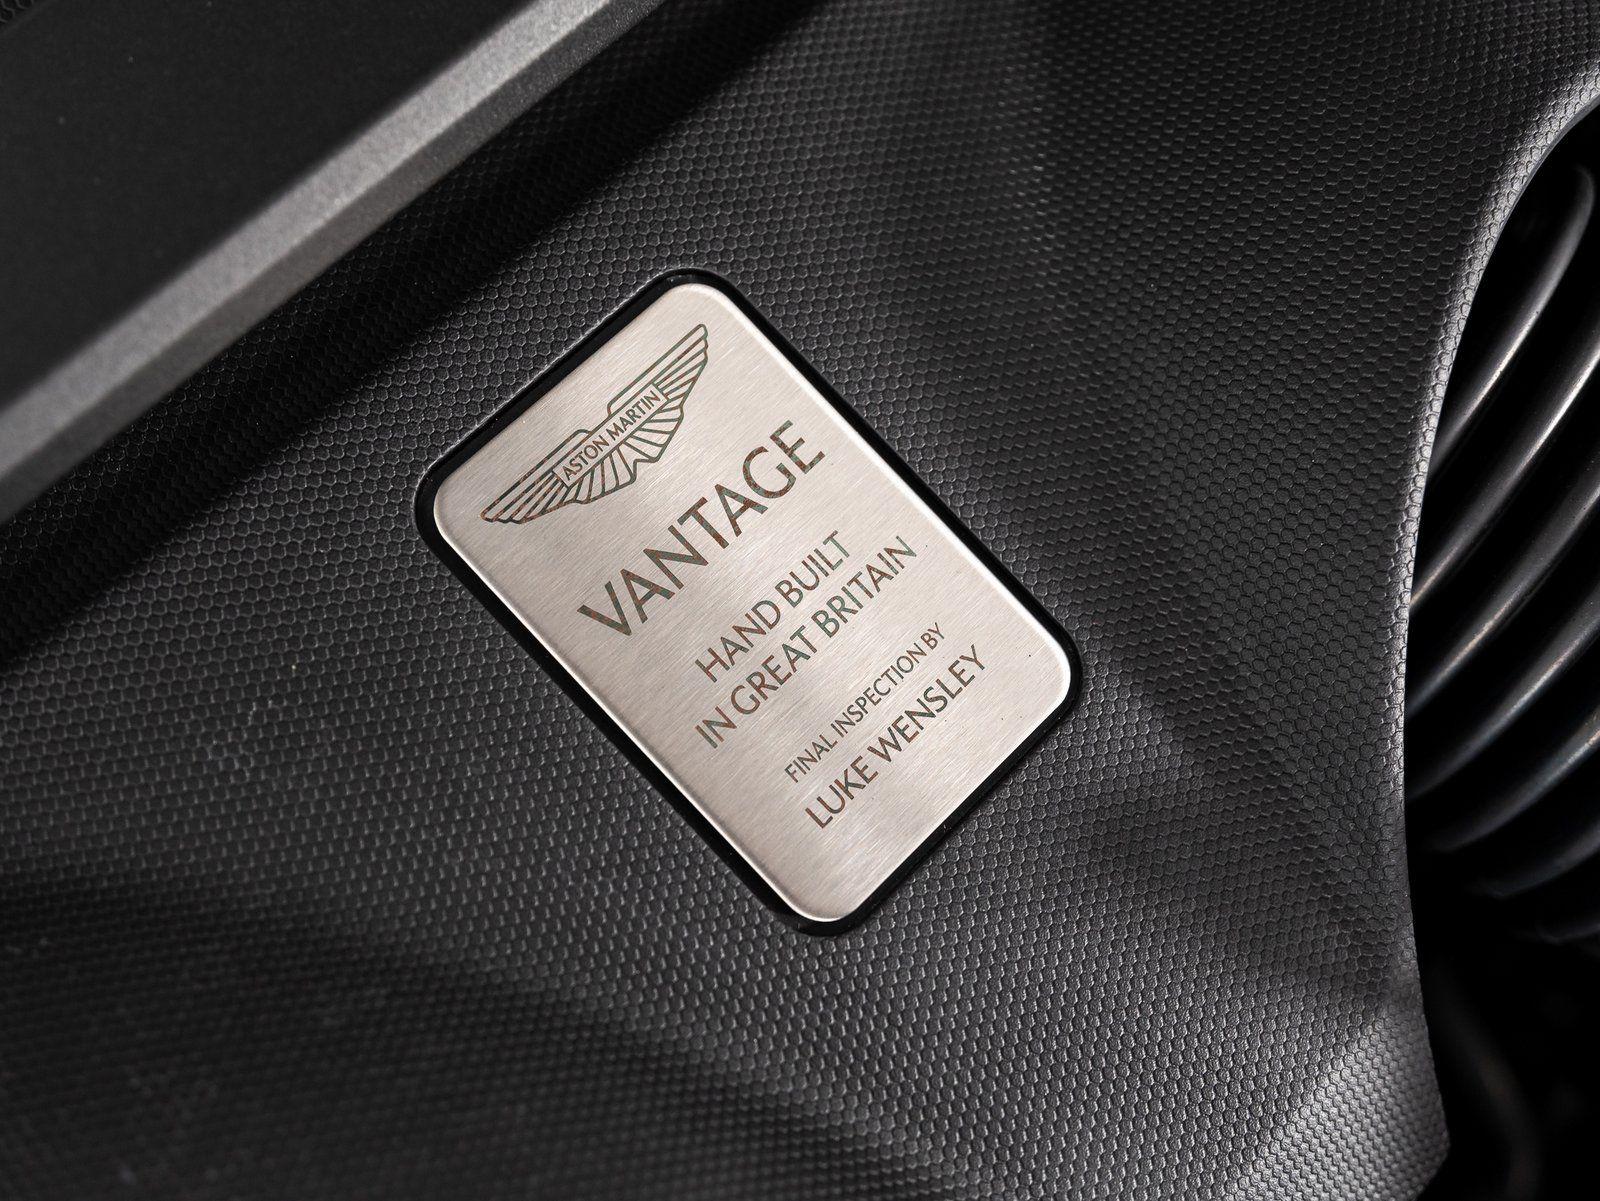 ASTON MARTIN
VANTAGE
HAND BUILT
IN GREAT BRITAIN
FINAL INSPECTION BY
LUKE WENSLEY